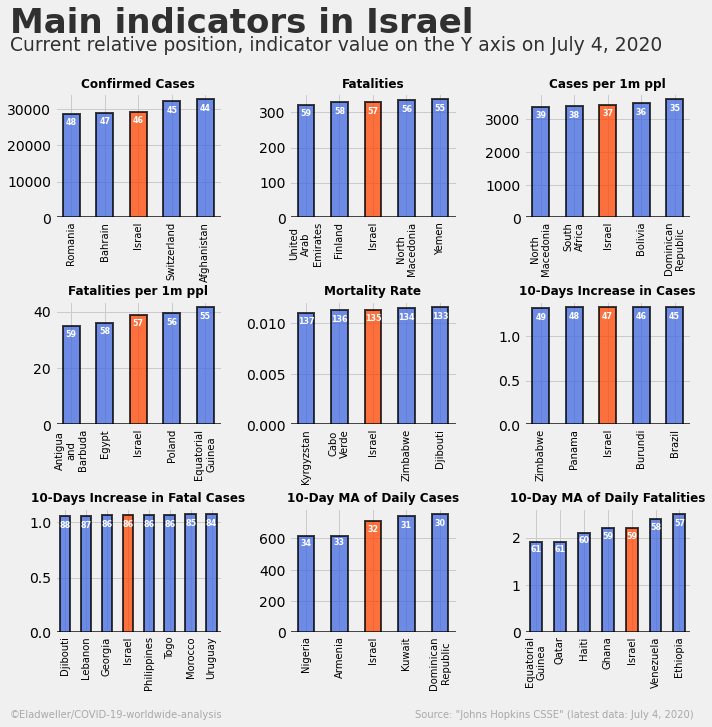 Main indicators in Israel
Current relative position, indicator value on the Y axis on July 4, 2020
Confirmed Cases
30000
20000
10000
0
48
47
46
45
44
Romania
Bahrain
Israel
Switzerland
Afghanistan
Fatalities
300
200
100
0
59
58
57
56
55
United
Arab
Emirates
Finland
Israel
North
Macedonia
Yemen
Cases per 1m ppl
3000
2000
1000
0
39
38
37
36
35
North
Macedonia
South
Africa
Israel
Bolivia
Dominican
Republic
Fatalities per 1m ppl
40
20
0
59
58
57
56
55
Antigua
and
Barbuda
Egypt
Israel
Poland
Equatorial
Guinea
Mortality Rate
0.010
0.005
0.000
137
136
135
134
133
Kyrgyzstan
Cabo
Verde
Israel
Zimbabwe
Djibouti
10-Days Increase in Cases
1.0
0.5
0.0
49
48
47
46
45
Zimbabwe
Panama
Israel
Burundi
Brazil
10-Days Increase in Fatal Cases
1.0
0.5
0.0
88
87
86
86
86
86
85
84
Djibouti
Lebanon
Georgia
Israel
Philippines
Togo
Morocco
Uruguay
10-Day MA of Daily Cases
600
400
200
0
34
33
32
31
30
Nigeria
Armenia
Israel
Kuwait
Dominican
Republic
10-Day MA of Daily Fatalities
2
1
0
61
61
60
59
59
58
57
Equatorial
Guinea
Qatar
Haiti
Ghana
Israel
Venezuela
Ethiopia
©Eladweller/COVID-19-worldwide-analysis
Source: "Johns Hopkins CSSE" (latest data: July 4, 2020)